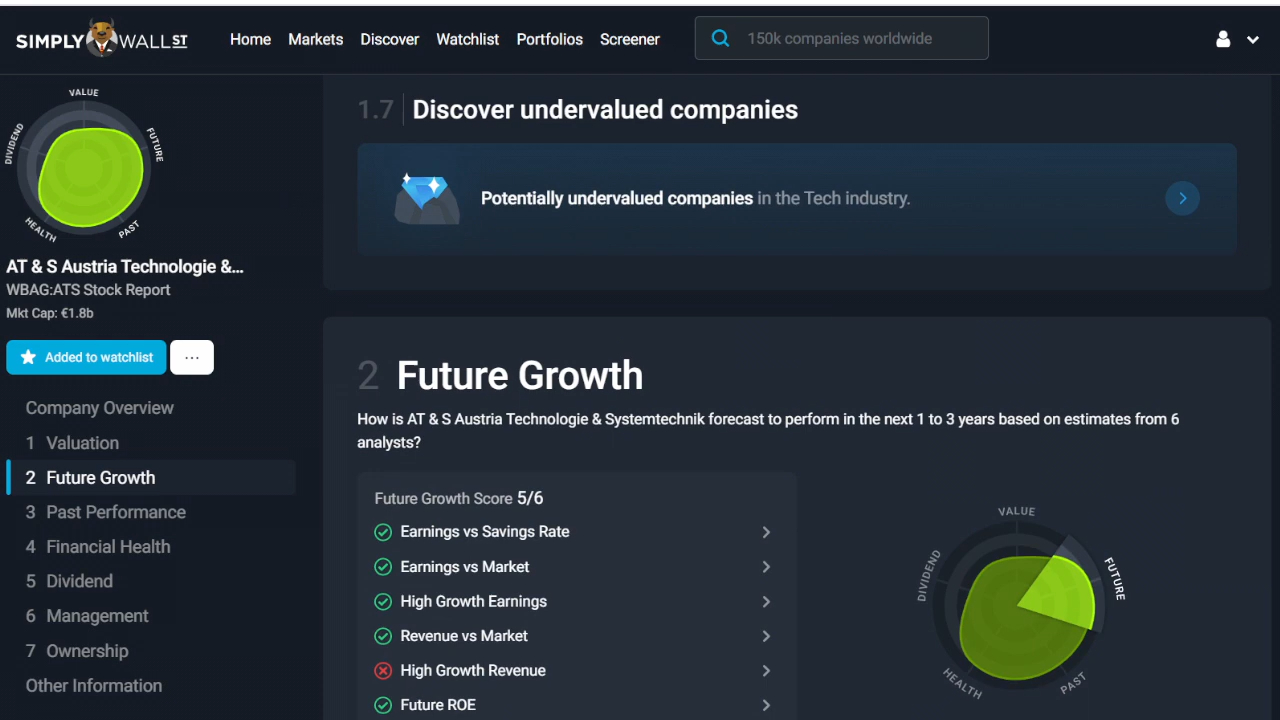 SIMPLY WALLST
Home Markets Discover Watchlist Portfolios Screener
150k companies worldwide
VALUE
FUTURE
PAST
HEALTH
DIVIDEND
AT & S Austria Technologie &...
WBAG:ATS Stock Report
Mkt Cap: €1.8b
Added to watchlist
...
Company Overview
1 Valuation
2 Future Growth
3 Past Performance
4 Financial Health
5 Dividend
6 Management
7 Ownership
Other Information
1.7 Discover undervalued companies
Potentially undervalued companies in the Tech industry.
2 Future Growth
How is AT & S Austria Technologie & Systemtechnik forecast to perform in the next 1 to 3 years based on estimates from 6
analysts?
Future Growth Score 5/6
Earnings vs Savings Rate
Earnings vs Market
High Growth Earnings
Revenue vs Market
High Growth Revenue
Future ROE
VALUE
FUTURE
PAST
HEALTH
DIVIDEND